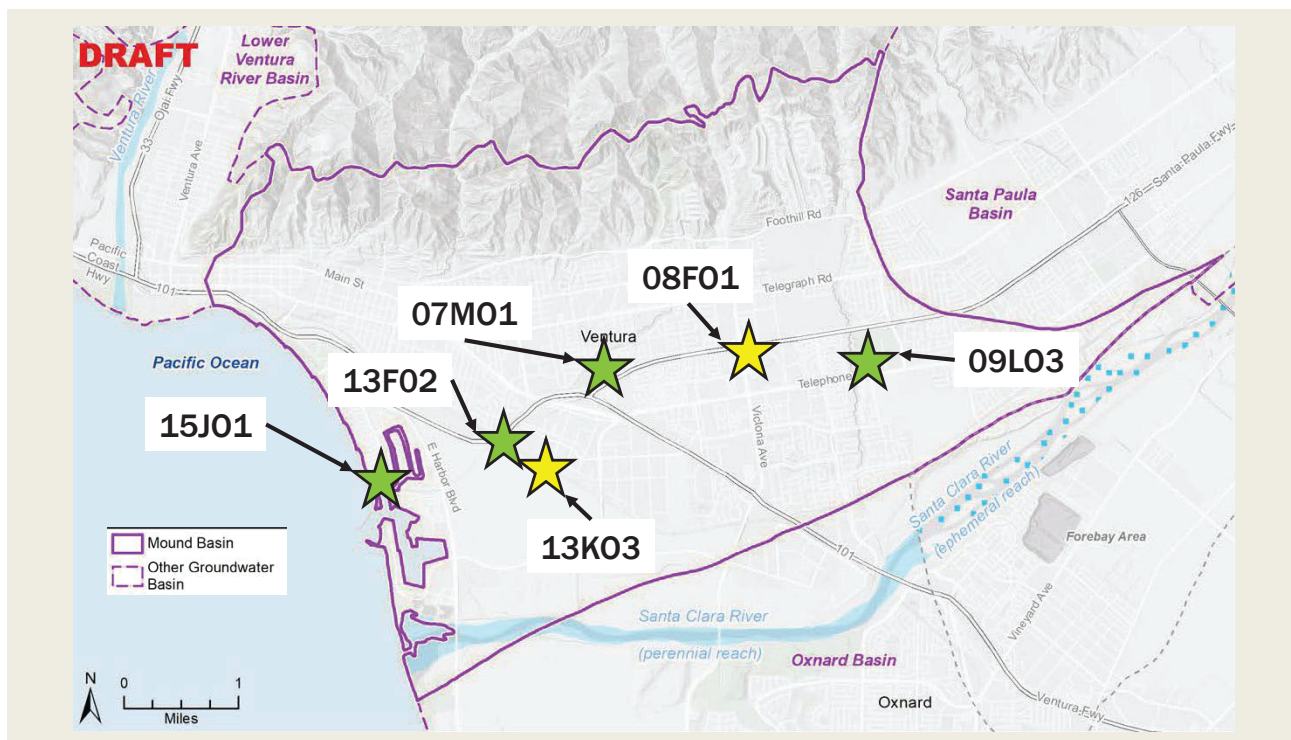 DRAFT
Lower
Ventura
River Basin
Ventura River
33
Ojai Fwy
Ventura Ave
Pacific
Coast
Hwy
101
Main St
Foothill Rd
Santa Paula
Basin
126
Santa Paula Fwy
Telegraph Rd
08F01
07M01
Ventura
Pacific Ocean
09L03
Telephone
13F02
15J01
E Harbor Blvd
Victoria Ave
13K03
101
Santa Clara River
(ephemeral reach)
Forebay Area
Mound Basin
Other Groundwater
Basin
Vineyard Ave
Santa Clara River
(perennial reach)
Oxnard Basin
Oxnard
Ventura Fwy
N
0 1
Miles